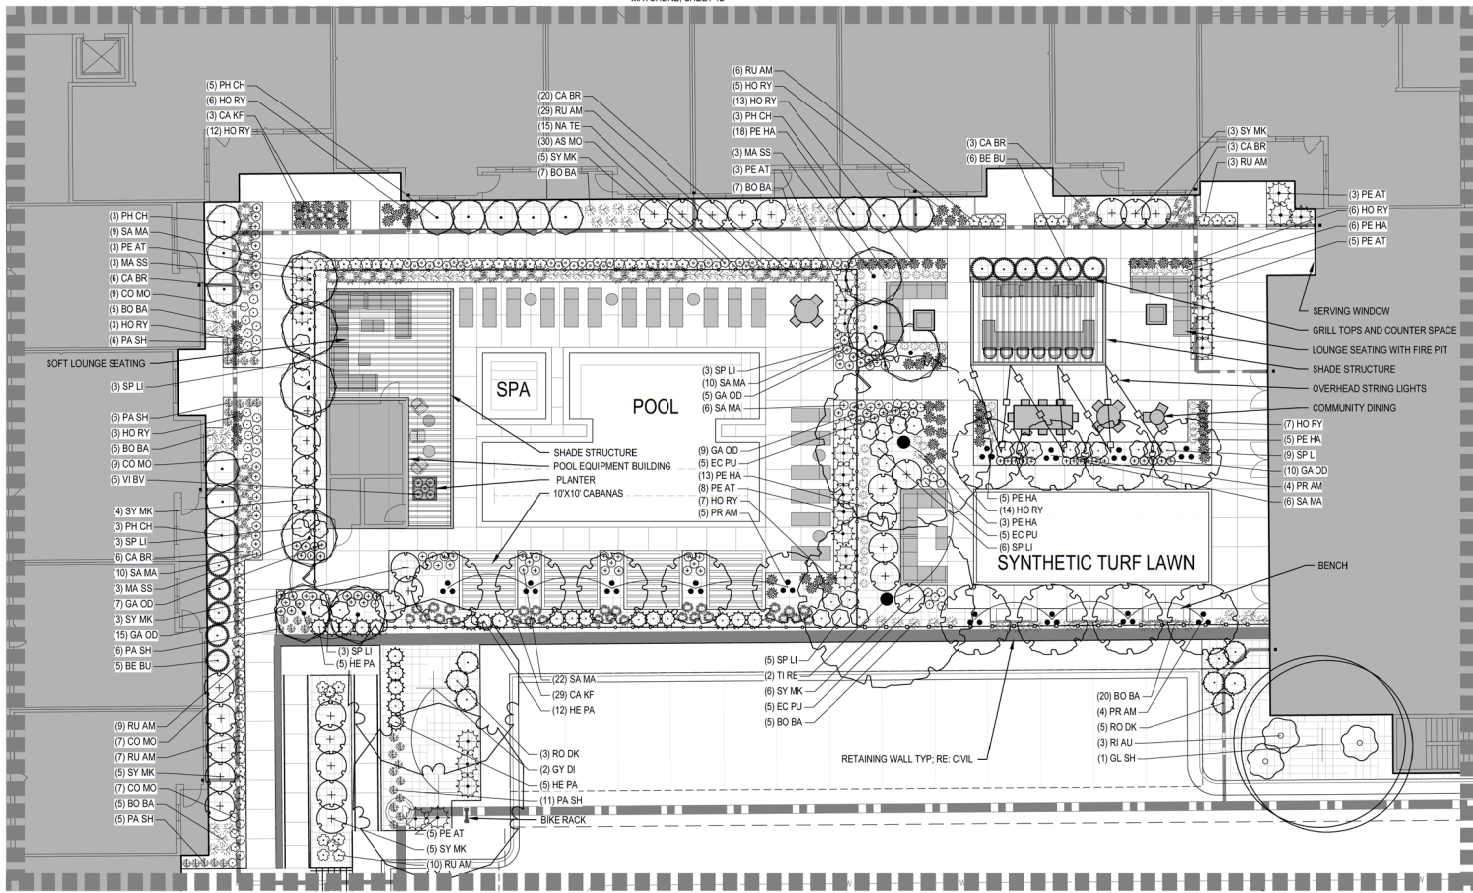 MATCHLINE, SHEET 12
(5) PH CH
(6) HO RY
(3) CA KF
(12) HO RY
(20) CA BR
(29) RU AM
(15) NA TE
(30) AS MO
(5) SY MK
(7) BO BA
(6) RU AM
(5) HO RY
(13) HO RY
(3) PH CH
(18) PE HA
(3) MA SS
(3) PE AT
(7) BO BA
(3) CA BR
(6) BE BU
(3) SY MK
(3) CA BR
(3) RU AM
(3) PE AT
(6) HO RY
(6) PE HA
(5) PE AT
SERVING WINDOW
GRILL TOPS AND COUNTER SPACE
LOUNGE SEATING WITH FIRE PIT
SHADE STRUCTURE
OVERHEAD STRING LIGHTS
COMMUNITY DINING
(7) HO RY
(5) PE HA
(9) SP L
(10) GA OD
(4) PR AM
(6) SA MA
(3) PH CH
(9) SA MA
(3) PE AT
(3) MA SS
(6) CA BR
(9) CO MO
(5) BO BA
(3) HO RY
(6) PA SH
SOFT LOUNGE SEATING
(3) SP LI
(3) PA SH
(3) HO RY
(5) BO BA
(9) CO MO
(5) VI BV
(4) SY MK
(3) PH CH
(3) SP LI
(6) CA BR
(10) SA MA
(3) MA SS
(7) GA OD
(3) SY MK
(15) GA OD
(6) PA SH
(5) BE BU
(9) RU AM
(7) CO MO
(7) RU AM
(5) SY MK
(7) CO MO
(5) BO BA
(5) PA SH
SPA
POOL
(3) SP LI
(10) SA MA
(5) GA OD
(6) SA MA
SHADE STRUCTURE
POOL EQUIPMENT BUILDING
PLANTER
10'X10' CABANAS
(9) GA OD
(5) EC PU
(13) PE HA
(8) PE AT
(7) HO RY
(5) PR AM
(5) PE HA
(14) HO RY
(3) PE HA
(5) EC PU
(6) SP LI
SYNTHETIC TURF LAWN
BENCH
(3) SP LI
(5) HE PA
(22) SA MA
(29) CA KF
(12) HE PA
(5) SP LI
(2) TI RE
(6) SY MK
(5) EC PU
(5) BO BA
(20) BO BA
(4) PR AM
(5) RO DK
(3) RI AU
(1) GL SH
RETAINING WALL TYP; RE: CIVIL
(3) RO DK
(2) GY DI
(5) HE PA
(11) PA SH
BIKE RACK
(5) PE AT
(5) SY MK
(10) RU AM